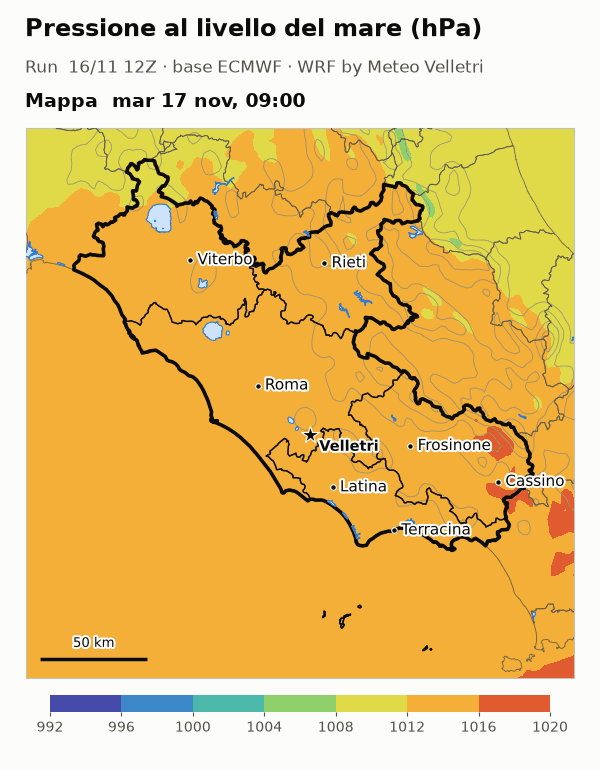 Pressione al livello del mare (hPa)
Run  16/11 12Z · base ECMWF · WRF by Meteo Velletri
Mappa  mar 17 nov, 09:00
Viterbo
Rieti
Roma
Velletri
Frosinone
Cassino
Latina
Terracina
50 km
992 996 1000 1004 1008 1012 1016 1020